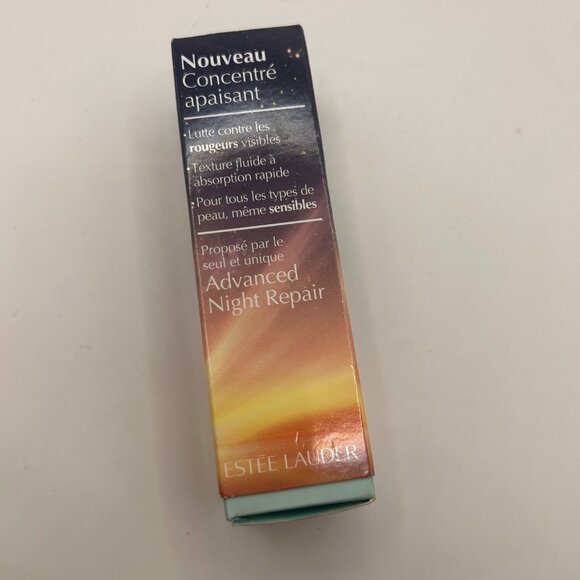 Nouveau
Concentré
apaisant
•Lutte contre les
rougeurs visibles
•Texture fluide à
absorption rapide
•Pour tous les types de
peau, même sensibles
Proposé par le
seul et unique
Advanced
Night Repair
ESTĒE LAUDER